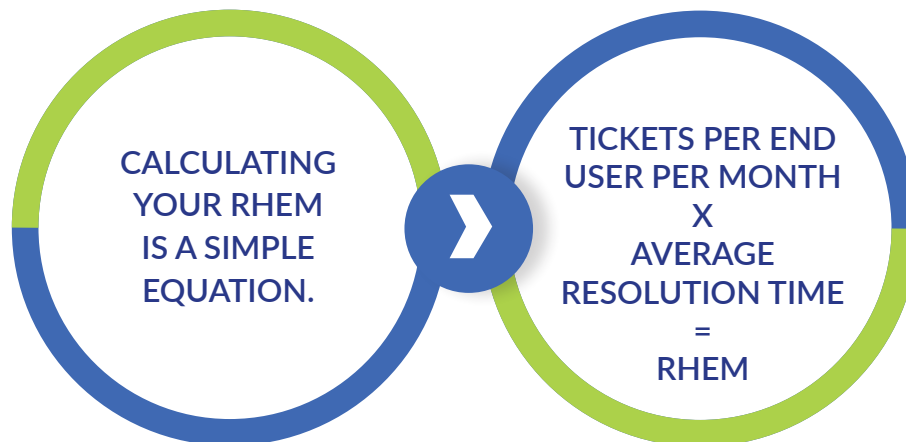 CALCULATING
YOUR RHEM
IS A SIMPLE
EQUATION.
TICKETS PER END
USER PER MONTH
X
AVERAGE
RESOLUTION TIME
=
RHEM